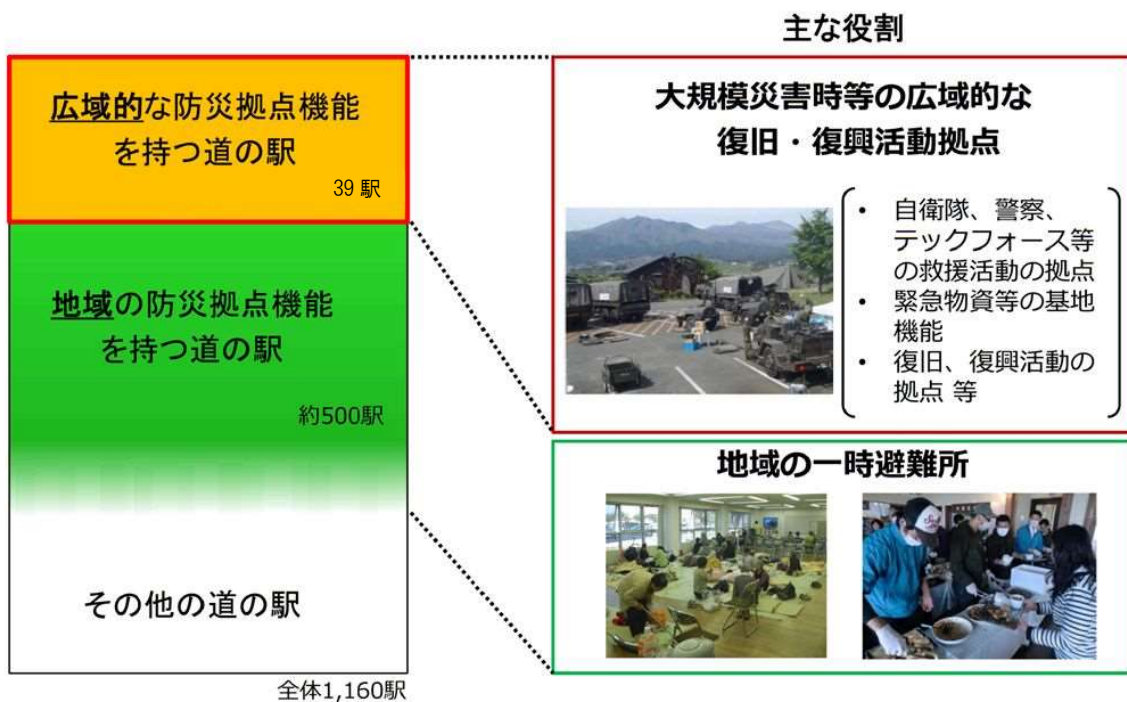 主な役割
広域的な防災拠点機能
を持つ道の駅
39 駅
地域の防災拠点機能
を持つ道の駅
約500駅
その他の道の駅
全体1,160駅
大規模災害時等の広域的な
復旧・復興活動拠点
• 自衛隊、警察、
テックフォース等
の救援活動の拠点
• 緊急物資等の基地
機能
• 復旧、復興活動の
拠点 等
地域の一時避難所